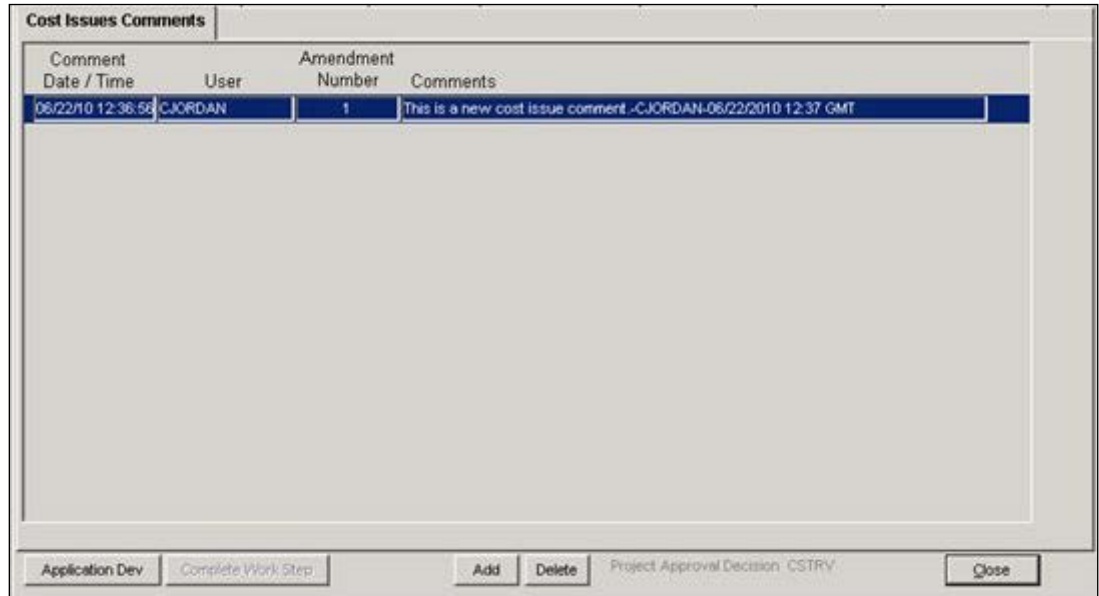 Cost Issues Comments
Comment Date / Time User Amendment Number Comments
06/22/10 12:36:56 CJORDAN 1 This is a new cost issue comment.-CJORDAN-06/22/2010 12:37 GMT
Application Dev Complete Work Step Add Delete Project Approval Decision CSTRV Close